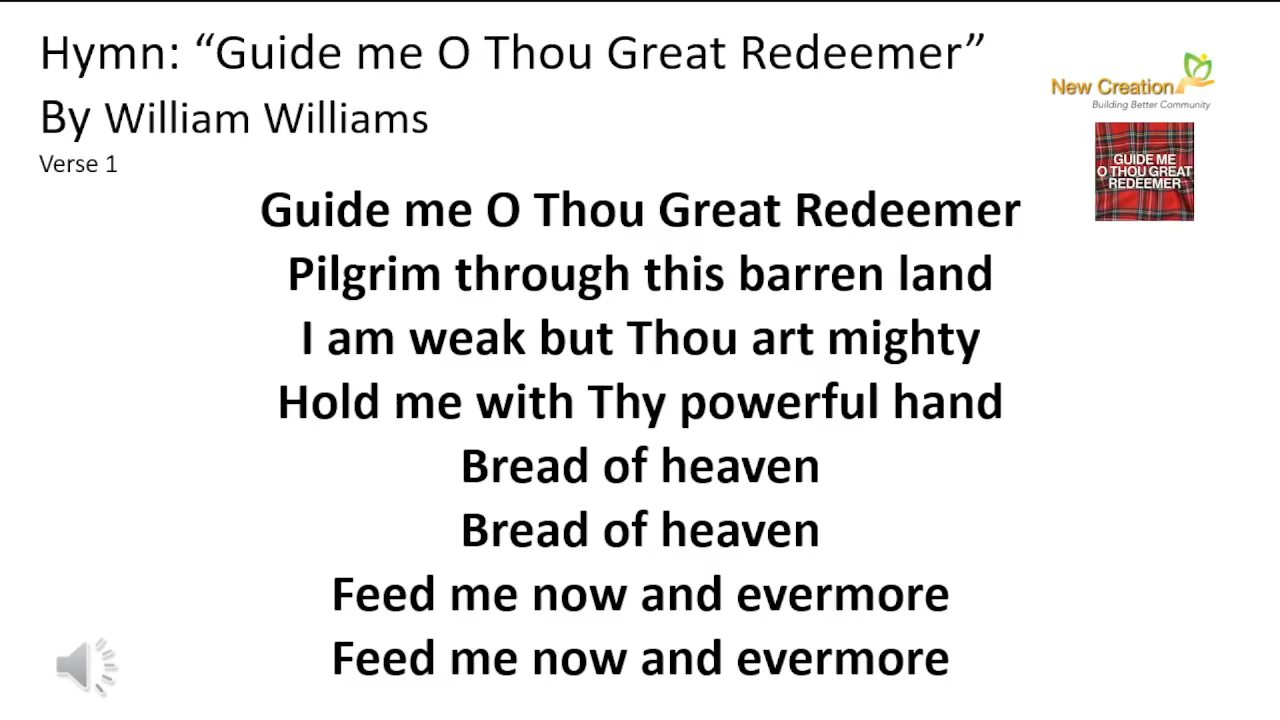 Hymn: “Guide me O Thou Great Redeemer”
By William Williams
Verse 1
New Creation
Building Better Community
GUIDE ME
O THOU GREAT
REDEEMER
Guide me O Thou Great Redeemer
Pilgrim through this barren land
I am weak but Thou art mighty
Hold me with Thy powerful hand
Bread of heaven
Bread of heaven
Feed me now and evermore
Feed me now and evermore